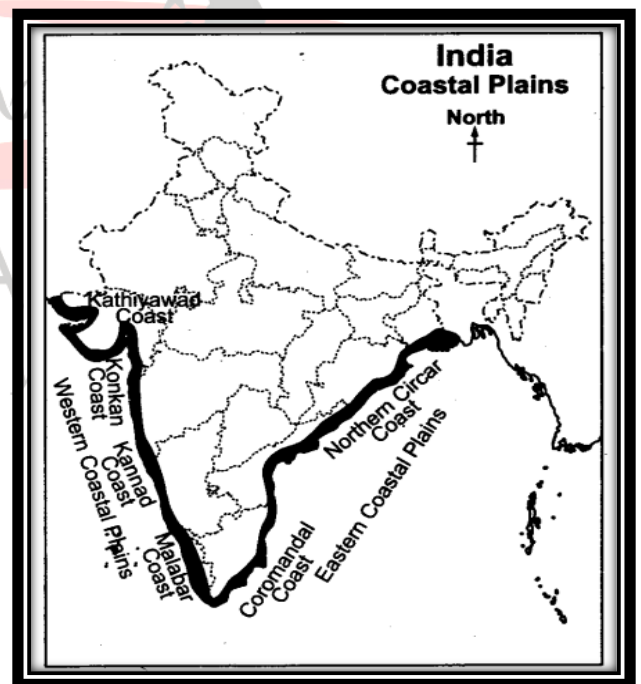 India
Coastal Plains
North
Kathiyawad
Coast
Konkan
Coast
Kannad
Coast
Western Coastal Plains
Malabar
Coast
Northern Circar
Coast
Eastern Coastal Plains
Coromandal
Coast